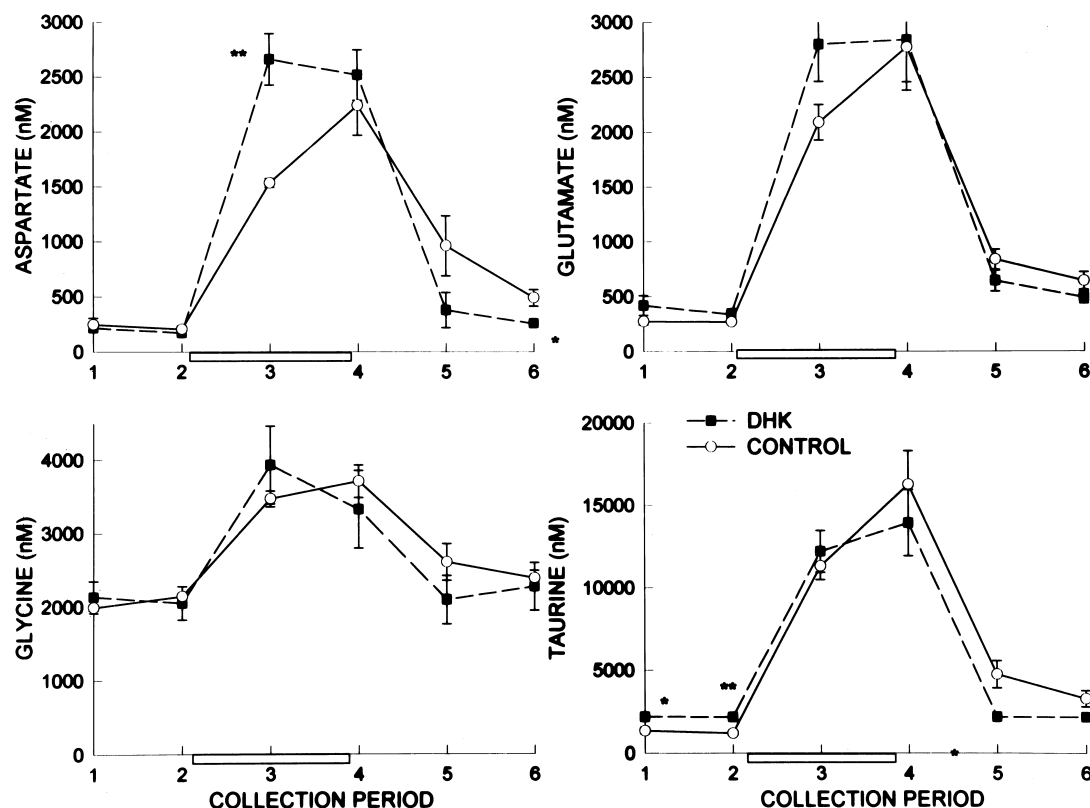 3000
2500
2000
1500
1000
500
0
ASPARTATE (nM)
**
*
1 2 3 4 5 6
3000
2500
2000
1500
1000
500
0
GLUTAMATE (nM)
1 2 3 4 5 6
4000
3000
2000
1000
0
GLYCINE (nM)
1 2 3 4 5 6
COLLECTION PERIOD
20000
15000
10000
5000
0
TAURINE (nM)
DHK
CONTROL
*
**
*
1 2 3 4 5 6
COLLECTION PERIOD